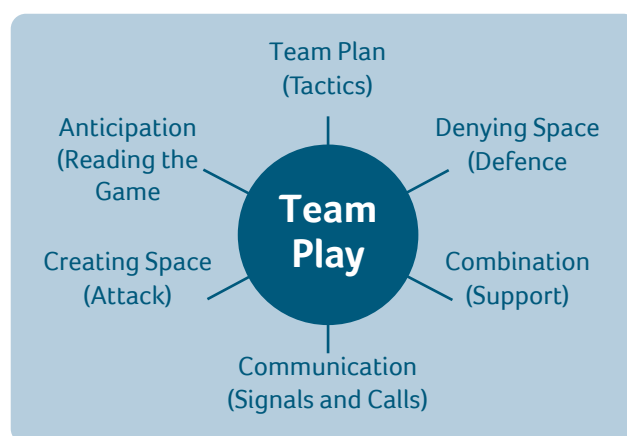 Team Plan
(Tactics)
Anticipation
(Reading the
Game
Denying Space
(Defence
Team
Play
Creating Space
(Attack)
Combination
(Support)
Communication
(Signals and Calls)